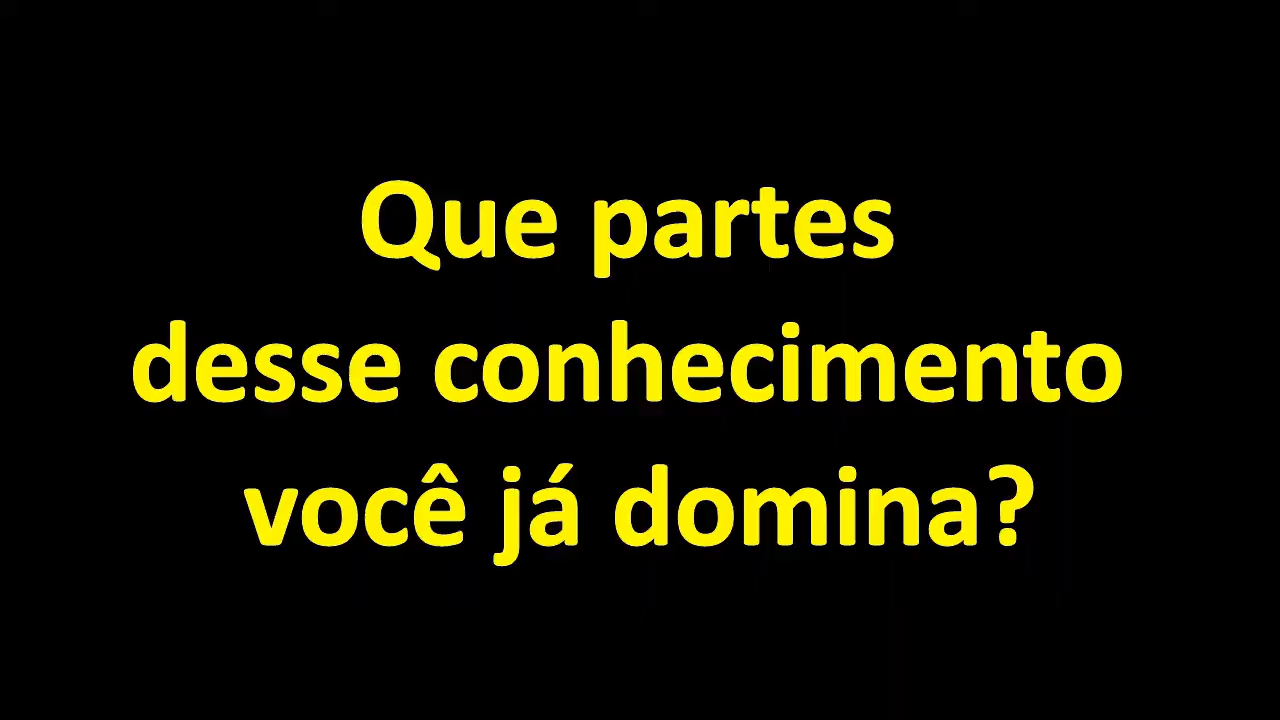 Que partes
desse conhecimento
você já domina?